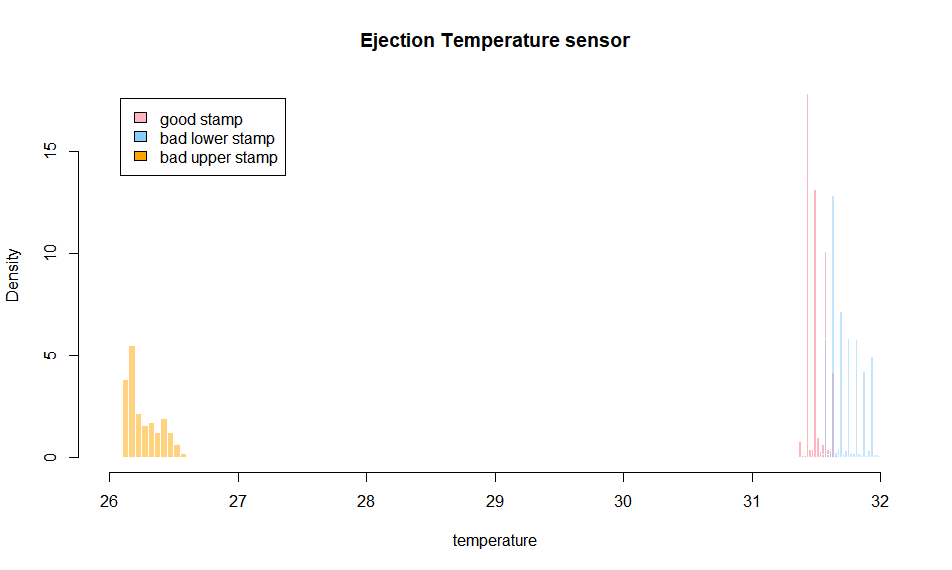 Ejection Temperature sensor
good stamp
bad lower stamp
bad upper stamp
Density
15
10
5
0
26 27 28 29 30 31 32
temperature